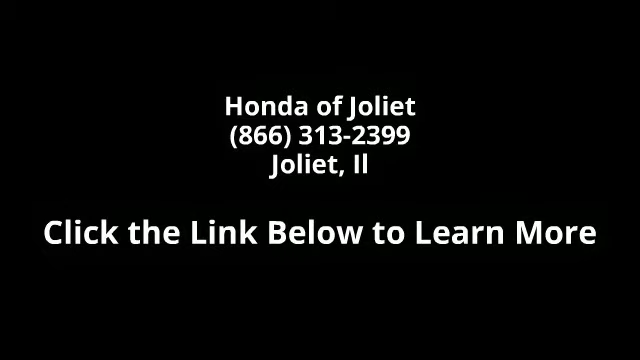 Honda of Joliet
(866) 313-2399
Joliet, Il
Click the Link Below to Learn More